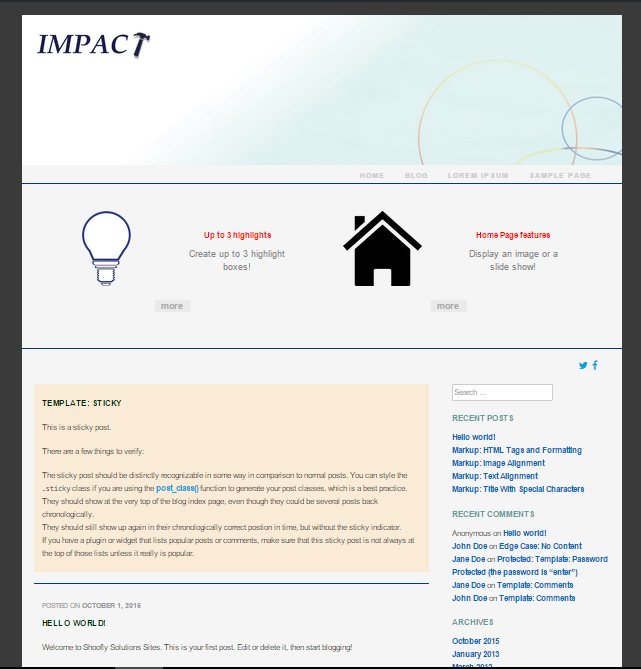 IMPACT
HOME BLOG LOREM IPSUM SAMPLE PAGE
Up to 3 highlights
Create up to 3 highlight
boxes!
more
Home Page features
Display an image or a
slide show!
more
TEMPLATE: STICKY
This is a sticky post.
There are a few things to verify:
The sticky post should be distinctly recognizable in some way in comparison to normal posts. You can style the
.sticky class if you are using the post_class() function to generate your post classes, which is a best practice.
They should show at the very top of the blog index page, even though they could be several posts back
chronologically.
They should still show up again in their chronologically correct postion in time, but without the sticky indicator.
If you have a plugin or widget that lists popular posts or comments, make sure that this sticky post is not always at
the top of those lists unless it really is popular.
POSTED ON OCTOBER 1, 2015
HELLO WORLD!
Welcome to Shoofly Solutions Sites. This is your first post. Edit or delete it, then start blogging!
Search ...
RECENT POSTS
Hello world!
Markup: HTML Tags and Formatting
Markup: Image Alignment
Markup: Text Alignment
Markup: Title With Special Characters
RECENT COMMENTS
Anonymous on Hello world!
John Doe on Edge Case: No Content
Jane Doe on Protected: Template: Password
Protected (the password is “enter”)
Jane Doe on Template: Comments
John Doe on Template: Comments
ARCHIVES
October 2015
January 2013
March 2012